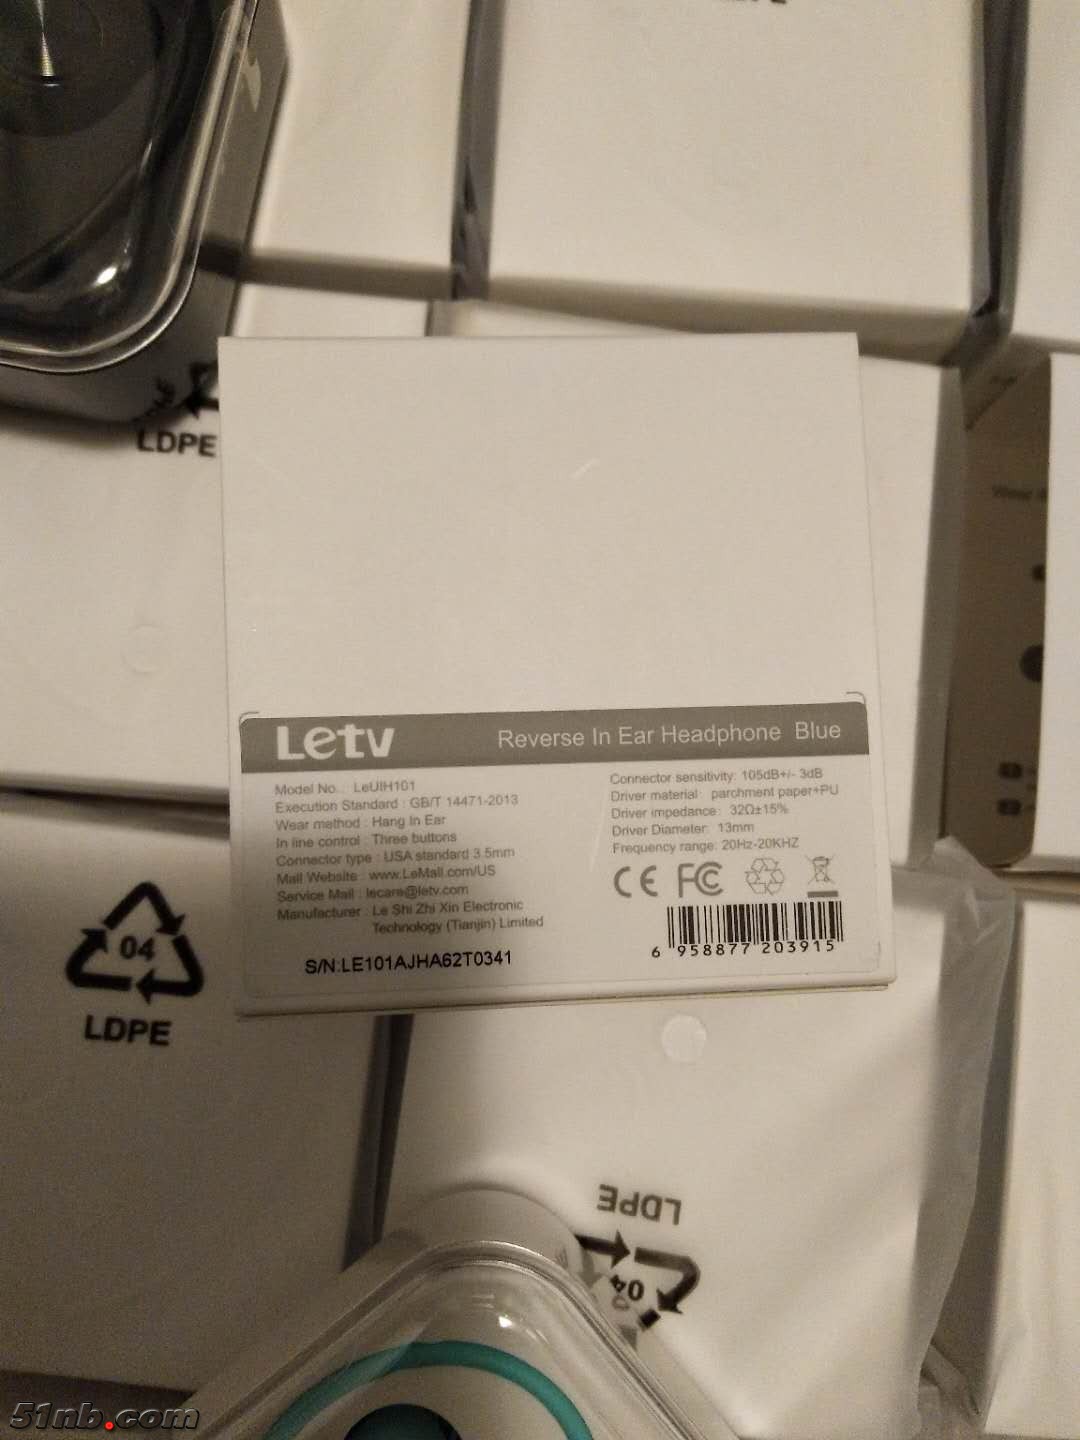 LDPE
Letv
Reverse In Ear Headphone Blue
Model No.: LeUIH101
Execution Standard : GB/T 14471-2013
Wear method : Hang In Ear
In line control : Three buttons
Connector type : USA standard 3.5mm
Mall Website : www.LeMall.com/US
Service Mail : lecare@letv.com
Manufacturer : Le Shi Zhi Xin Electronic
Technology (Tianjin) Limited
S/N:LE101AJHA62T0341
Connector sensitivity: 105dB+/- 3dB
Driver material: parchment paper+PU
Driver impedance: 32Ω±15%
Driver Diameter: 13mm
Frequency range: 20Hz-20KHZ
CE FC
6 958877 203915
04
LDPE
LDPE
04
51nb.com